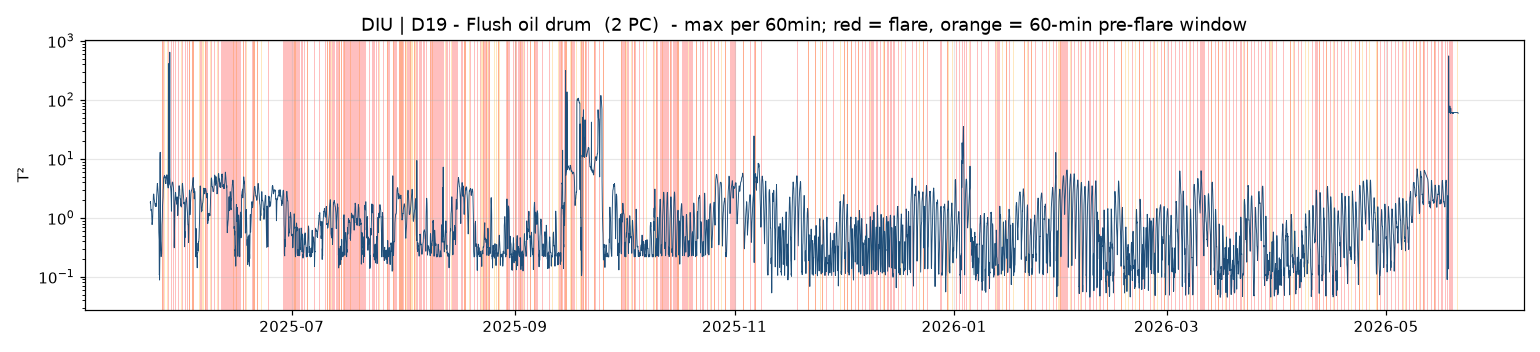 DIU | D19 - Flush oil drum  (2 PC)  - max per 60min; red = flare, orange = 60-min pre-flare window
T²
10³
10²
10¹
10⁰
10⁻¹
2025-07 2025-09 2025-11 2026-01 2026-03 2026-05